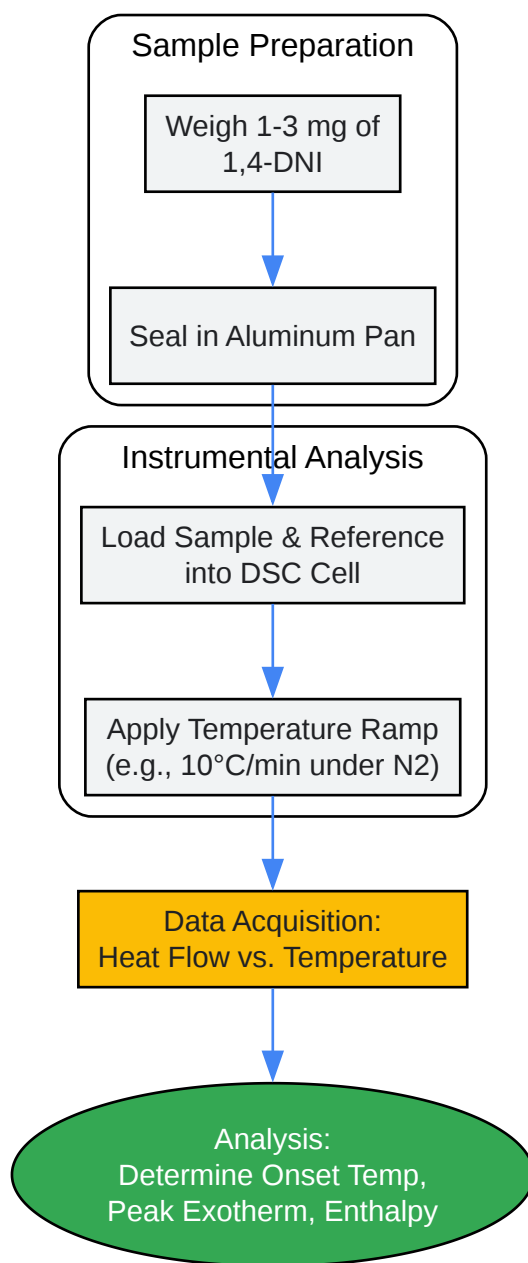 Sample Preparation
Weigh 1-3 mg of
1,4-DNI
Seal in Aluminum Pan
Instrumental Analysis
Load Sample & Reference
into DSC Cell
Apply Temperature Ramp
(e.g., 10°C/min under N2)
Data Acquisition:
Heat Flow vs. Temperature
Analysis:
Determine Onset Temp,
Peak Exotherm, Enthalpy